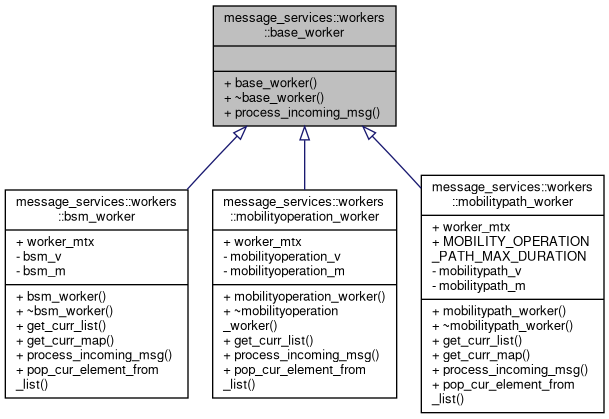 message_services::workers
::base_worker
+ base_worker()
+ ~base_worker()
+ process_incoming_msg()
message_services::workers
::bsm_worker
+ worker_mtx
- bsm_v
- bsm_m
+ bsm_worker()
+ ~bsm_worker()
+ get_curr_list()
+ get_curr_map()
+ process_incoming_msg()
+ pop_cur_element_from
_list()
message_services::workers
::mobilityoperation_worker
+ worker_mtx
- mobilityoperation_v
- mobilityoperation_m
+ mobilityoperation_worker()
+ ~mobilityoperation
_worker()
+ get_curr_list()
+ process_incoming_msg()
+ pop_cur_element_from
_list()
message_services::workers
::mobilitypath_worker
+ worker_mtx
+ MOBILITY_OPERATION
_PATH_MAX_DURATION
- mobilitypath_v
- mobilitypath_m
+ mobilitypath_worker()
+ ~mobilitypath_worker()
+ get_curr_list()
+ get_curr_map()
+ process_incoming_msg()
+ pop_cur_element_from
_list()